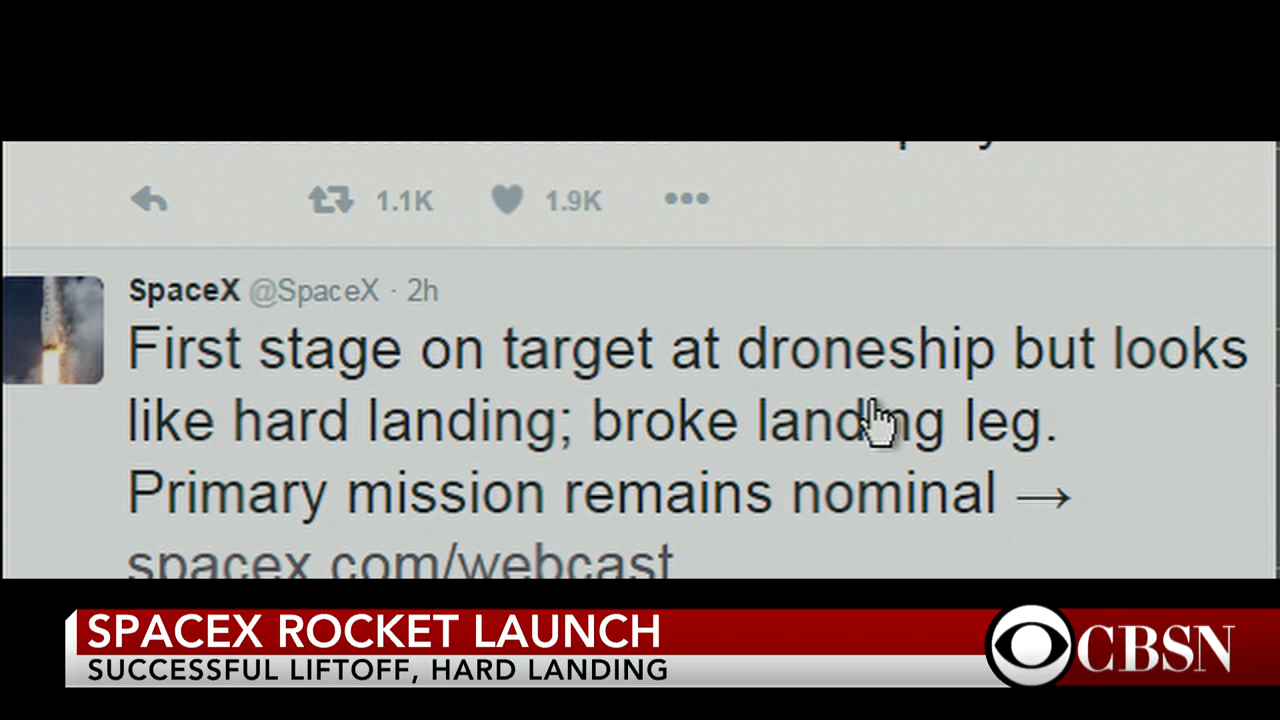 1.1K 1.9K
SpaceX @SpaceX · 2h
First stage on target at droneship but looks
like hard landing; broke landing leg.
Primary mission remains nominal →
spacex.com/webcast
SPACEX ROCKET LAUNCH
SUCCESSFUL LIFTOFF, HARD LANDING
CBSN